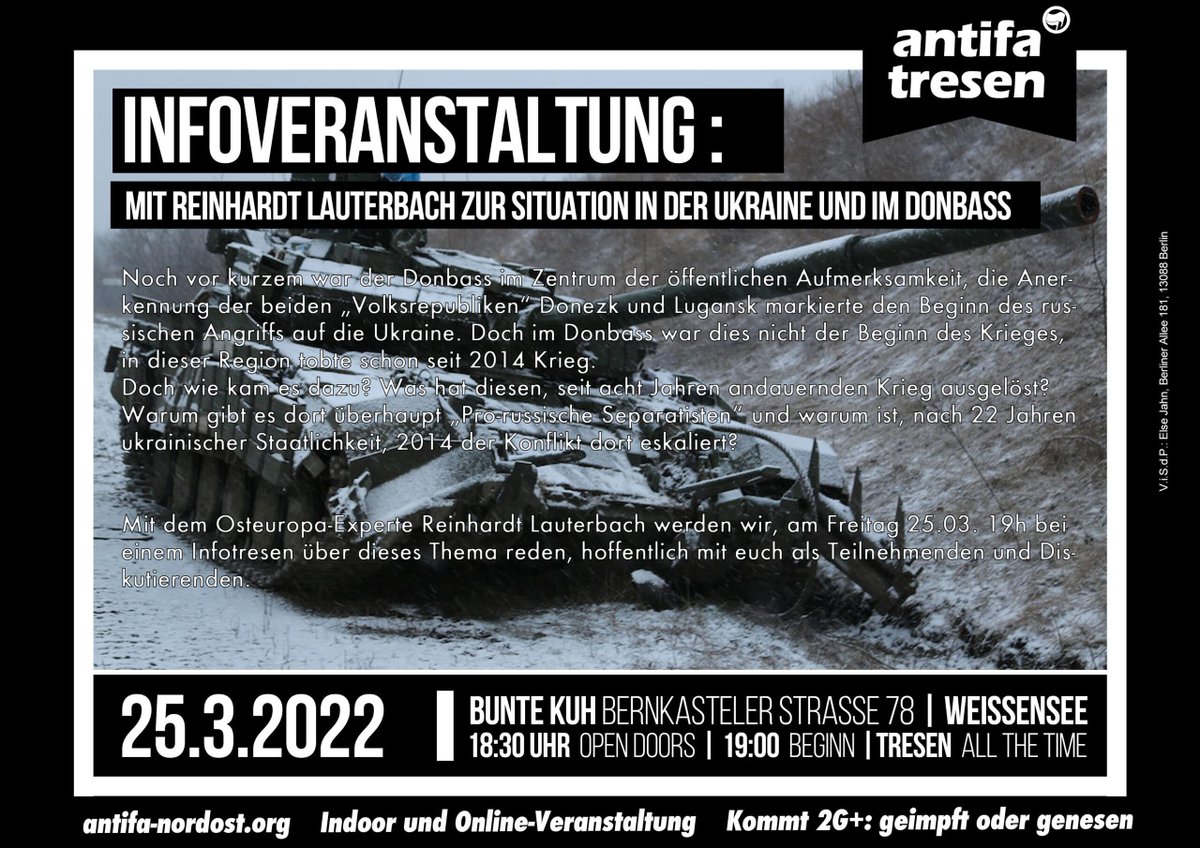 antifa
tresen
INFOVERANSTALTUNG :
MIT REINHARDT LAUTERBACH ZUR SITUATION IN DER UKRAINE UND IM DONBASS
Noch vor kurzem war der Donbass im Zentrum der öffentlichen Aufmerksamkeit, die Aner-
kennung der beiden „Volksrepubliken“ Donezk und Lugansk markierte den Beginn des rus-
sischen Angriffs auf die Ukraine. Doch im Donbass war dies nicht der Beginn des Krieges,
in dieser Region tobte schon seit 2014 Krieg.
Doch wie kam es dazu? Was hat diesen, seit acht Jahren andauernden Krieg ausgelöst?
Warum gibt es dort überhaupt „Pro-russische Separatisten“ und warum ist, nach 22 Jahren
ukrainischer Staatlichkeit, 2014 der Konflikt dort eskaliert?
Mit dem Osteuropa-Experte Reinhardt Lauterbach werden wir, am Freitag 25.03. 19h bei
einem Infotresen über dieses Thema reden, hoffentlich mit euch als Teilnehmenden und Dis-
kutierenden.
V.i.S.d.P.: Else Jahn, Berliner Allee 181, 13088 Berlin
25.3.2022
BUNTE KUH BERNKASTELER STRASSE 78 | WEISSENSEE
18:30 UHR OPEN DOORS | 19:00 BEGINN | TRESEN ALL THE TIME
antifa-nordost.org Indoor und Online-Veranstaltung Kommt 2G+: geimpft oder genesen